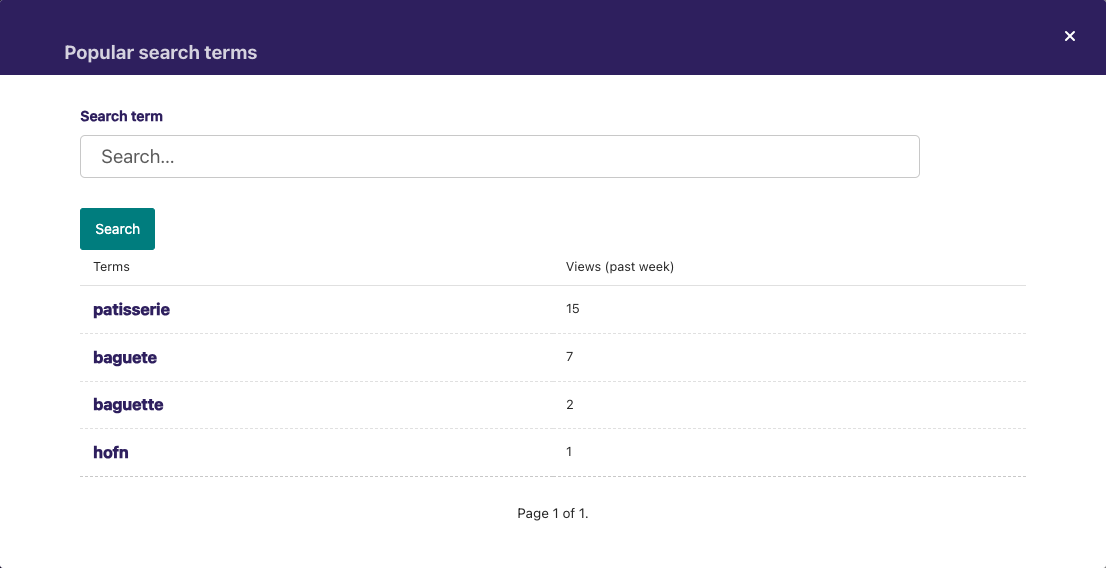 Popular search terms
Search term
Search...
Search
Terms Views (past week)
patisserie 15
baguete 7
baguette 2
hofn 1
Page 1 of 1.